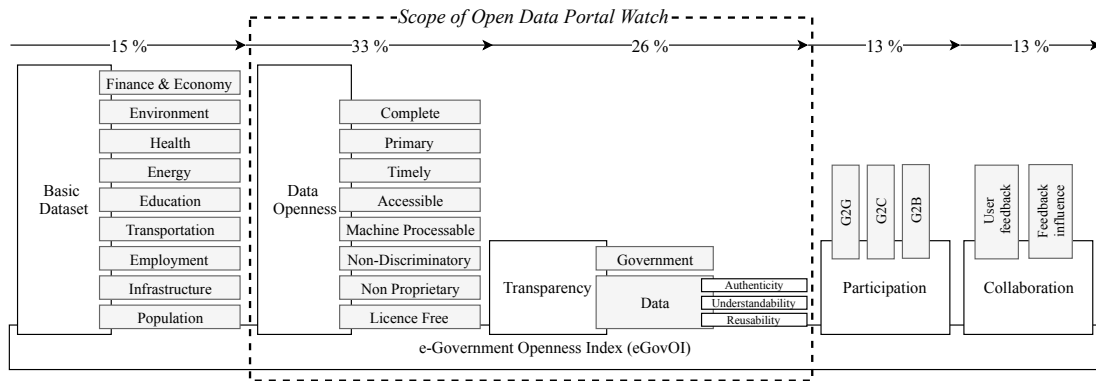 Scope of Open Data Portal Watch
15 %
33 %
26 %
13 %
13 %
Basic
Dataset
Finance & Economy
Environment
Health
Energy
Education
Transportation
Employment
Infrastructure
Population
Data
Openness
Complete
Primary
Timely
Accessible
Machine Processable
Non-Discriminatory
Non Proprietary
Licence Free
Transparency
Government
Data
Authenticity
Understandability
Reusability
G2G
G2C
G2B
Participation
User
feedback
Feedback
influence
Collaboration
e-Government Openness Index (eGovOI)